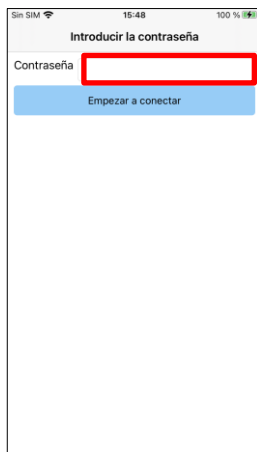 Sin SIM 15:48 100 %
Introducir la contraseña
Contraseña
Empezar a conectar